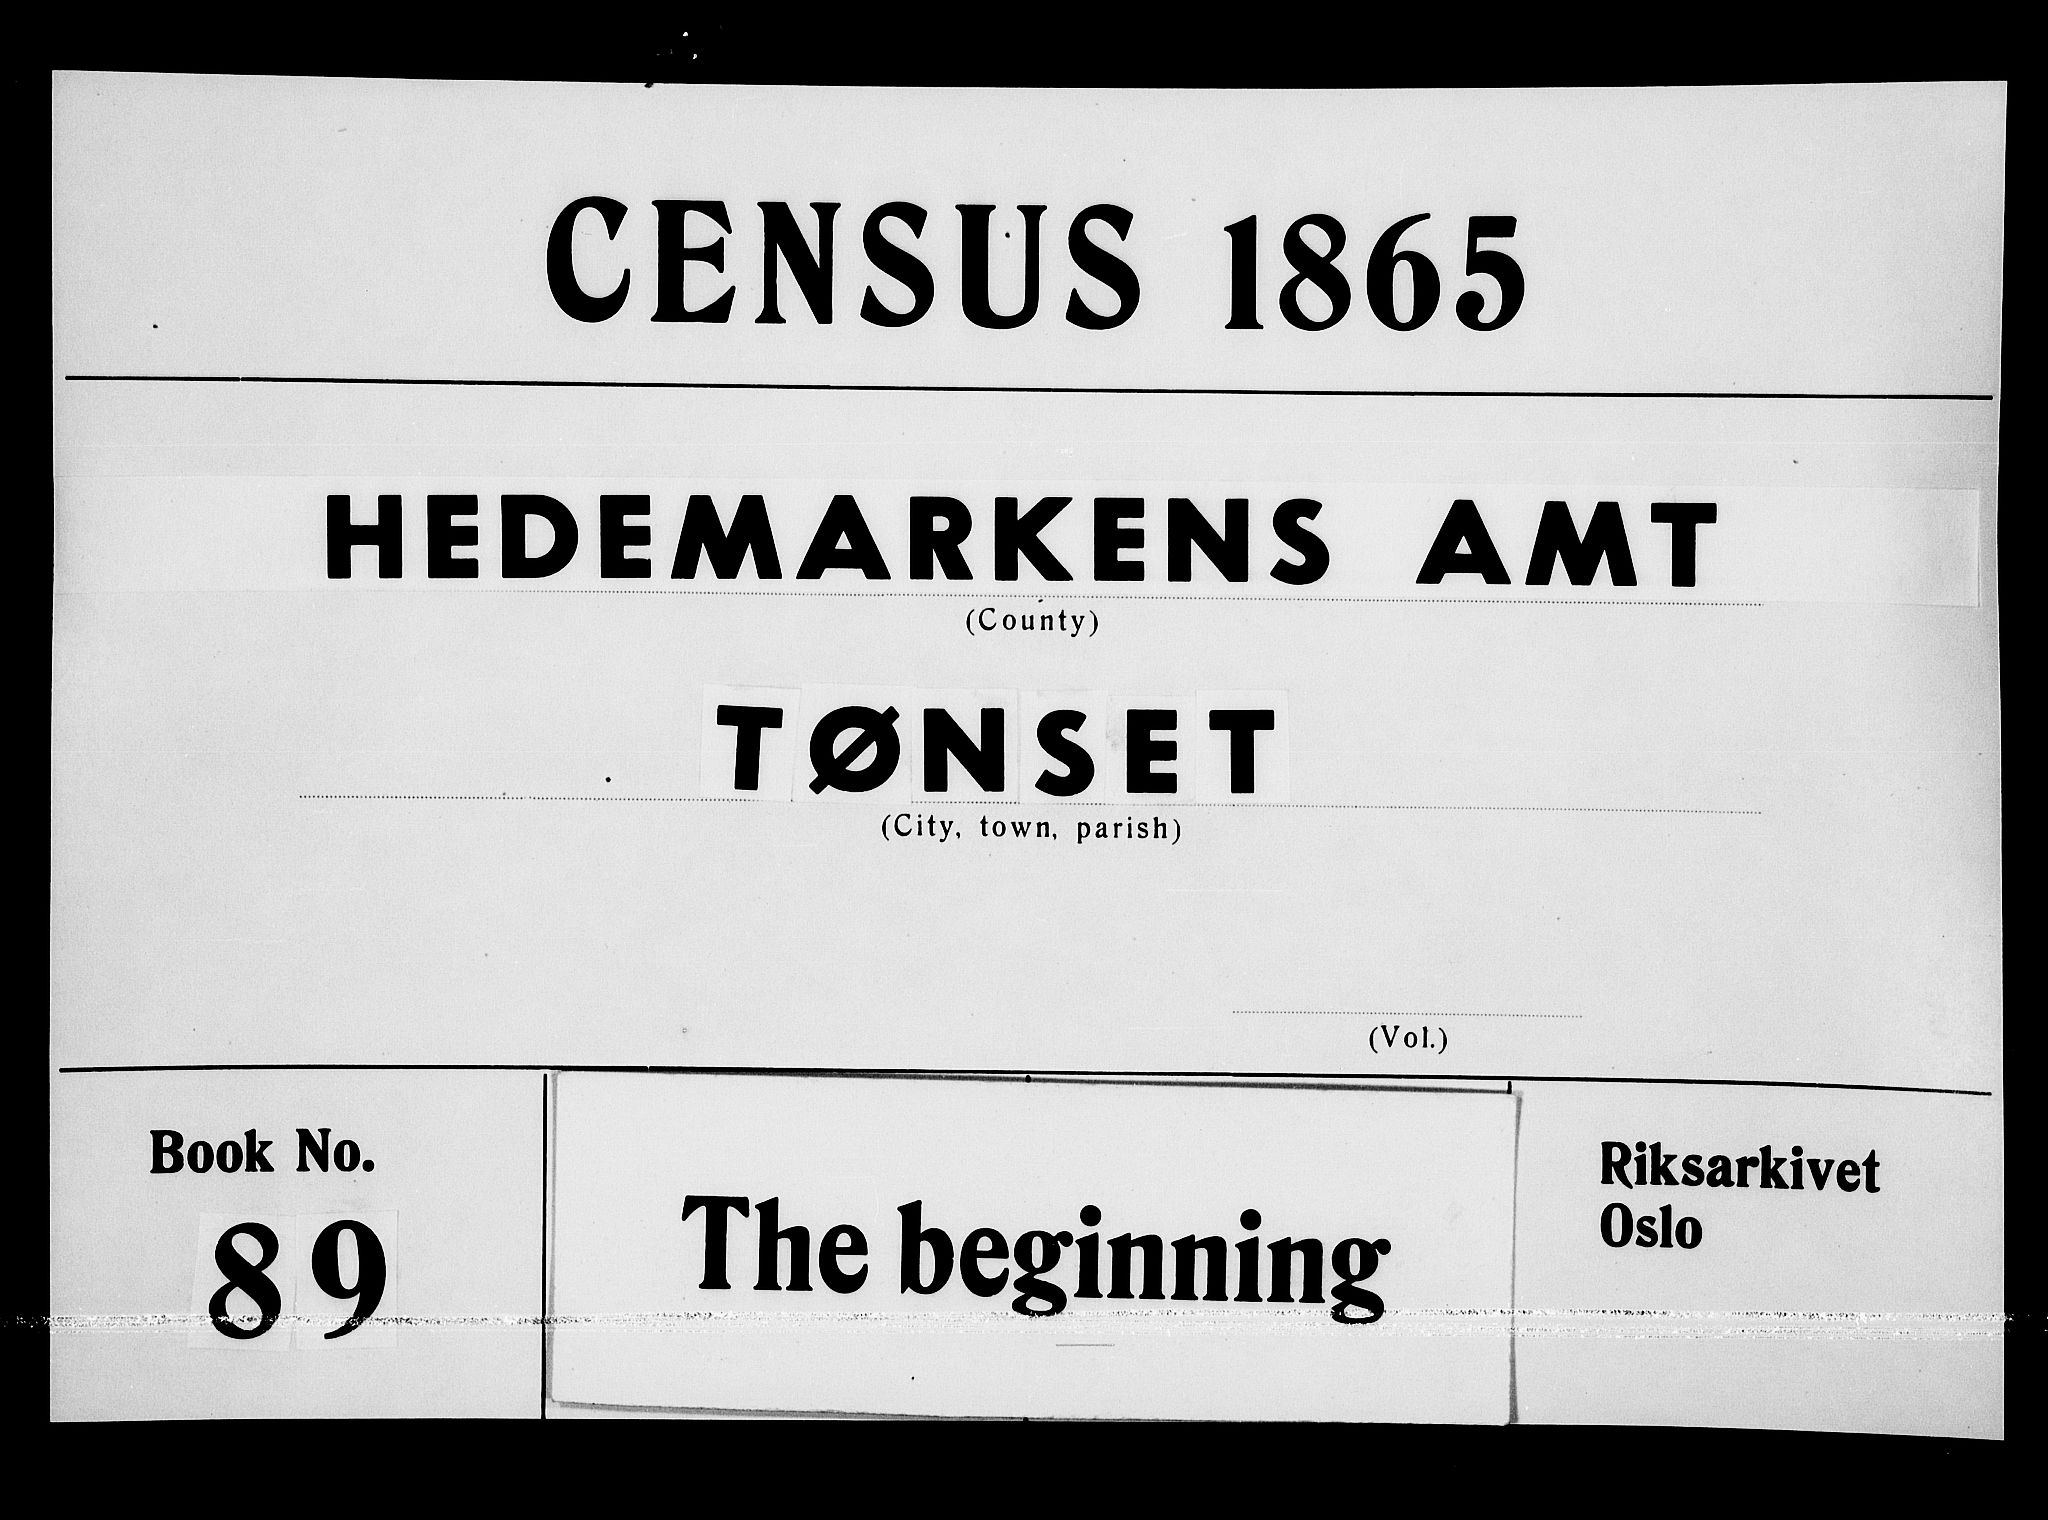 CENSUS 1865
HEDEMARKENS AMT
(County)
TØNSET
(City, town, parish)
(Vol.)
Book No.
89
The beginning
Riksarkivet
Oslo